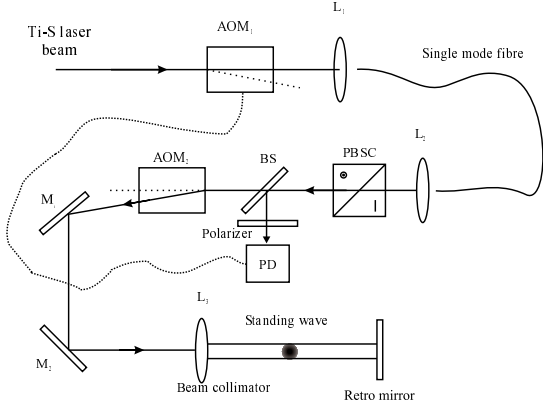 L₁
AOM₁
Ti-S laser
beam
Single mode fibre
L₂
AOM₂
BS
PBSC
M₁
Polarizer
PD
L₃
Standing wave
M₂
Beam collimator
Retro mirror